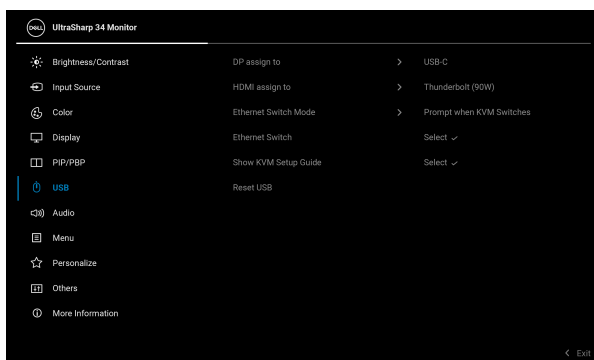 DELL UltraSharp 34 Monitor
Brightness/Contrast DP assign to USB-C
Input Source HDMI assign to Thunderbolt (90W)
Color Ethernet Switch Mode Prompt when KVM Switches
Display Ethernet Switch Select
PIP/PBP Show KVM Setup Guide Select
USB Reset USB
Audio
Menu
Personalize
Others
More Information
Exit